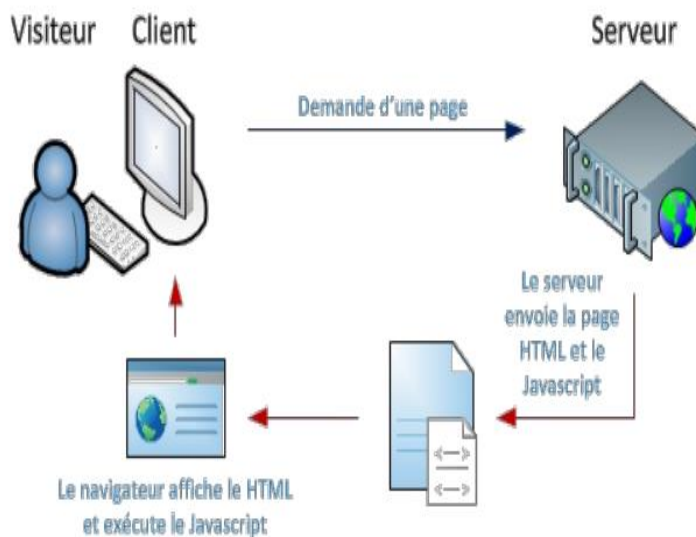 Visiteur
Client
Serveur
Demande d'une page
Le serveur
envoie la page
HTML et le
Javascript
Le navigateur affiche le HTML
et exécute le Javascript